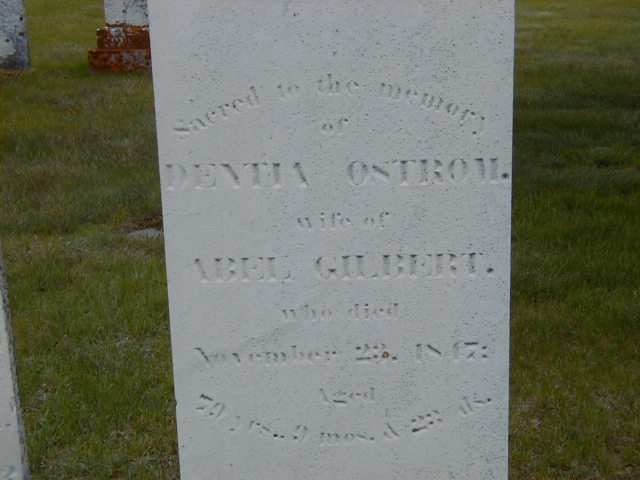 Sacred to the memory
of
DENTIA OSTROM.
wife of
ABEL GILBERT.
who died
November 23. 1847:
Aged
79 yrs. 9 mos. & 23 ds.